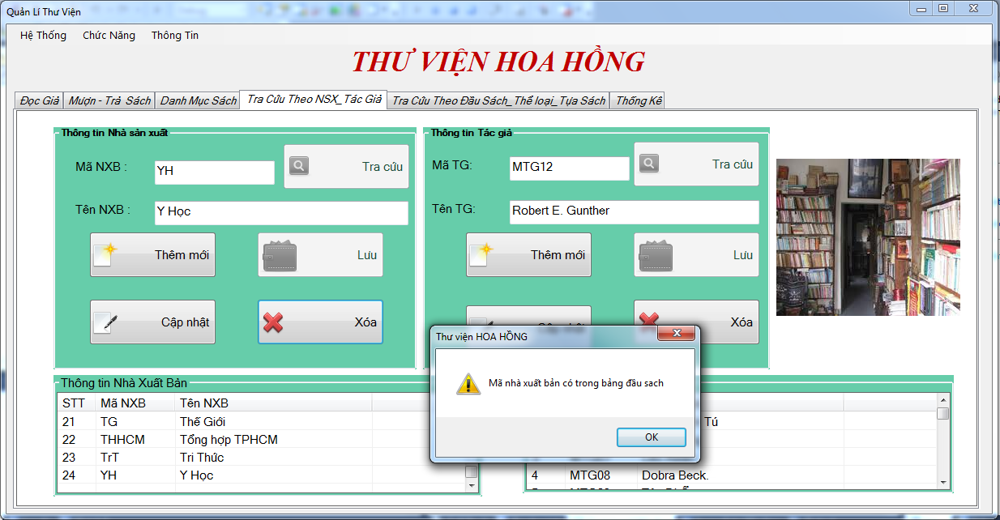 Quản Lí Thư Viện
Hệ Thống Chức Năng Thông Tin
THƯ VIỆN HOA HỒNG
Đọc Giả Mượn - Trả Sách Danh Mục Sách Tra Cứu Theo NSX_Tác Giả Tra Cứu Theo Đầu Sách_Thể loại_Tựa Sách Thống Kê
Thông tin Nhà sản xuất
Mã NXB : YH Tra cứu
Tên NXB : Y Học
Thêm mới Lưu
Cập nhật Xóa
Thông tin Tác giả
Mã TG: MTG12 Tra cứu
Tên TG: Robert E. Gunther
Thêm mới Lưu
Xóa
Thư viện HOA HỒNG
Mã nhà xuất bản có trong bảng đầu sach
OK
Thông tin Nhà Xuất Bản
STT Mã NXB Tên NXB
21 TG Thế Giới
22 THHCM Tổng hợp TPHCM
23 TrT Tri Thức
24 YH Y Học
Tú
4 MTG08 Dobra Beck.